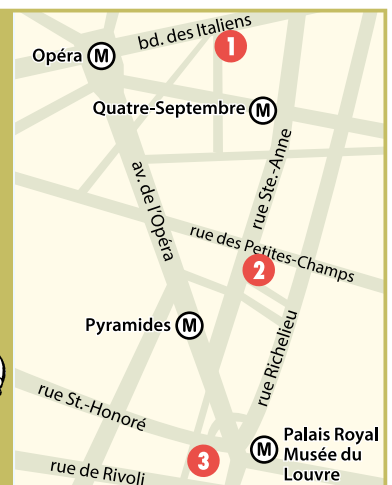 bd. des Italiens
1
Opéra M
Quatre-Septembre M
av. de l'Opéra
rue Ste.-Anne
rue des Petites-Champs
2
Pyramides M
rue Richelieu
rue St.-Honoré
3
M Palais Royal
Musée du
Louvre
rue de Rivoli